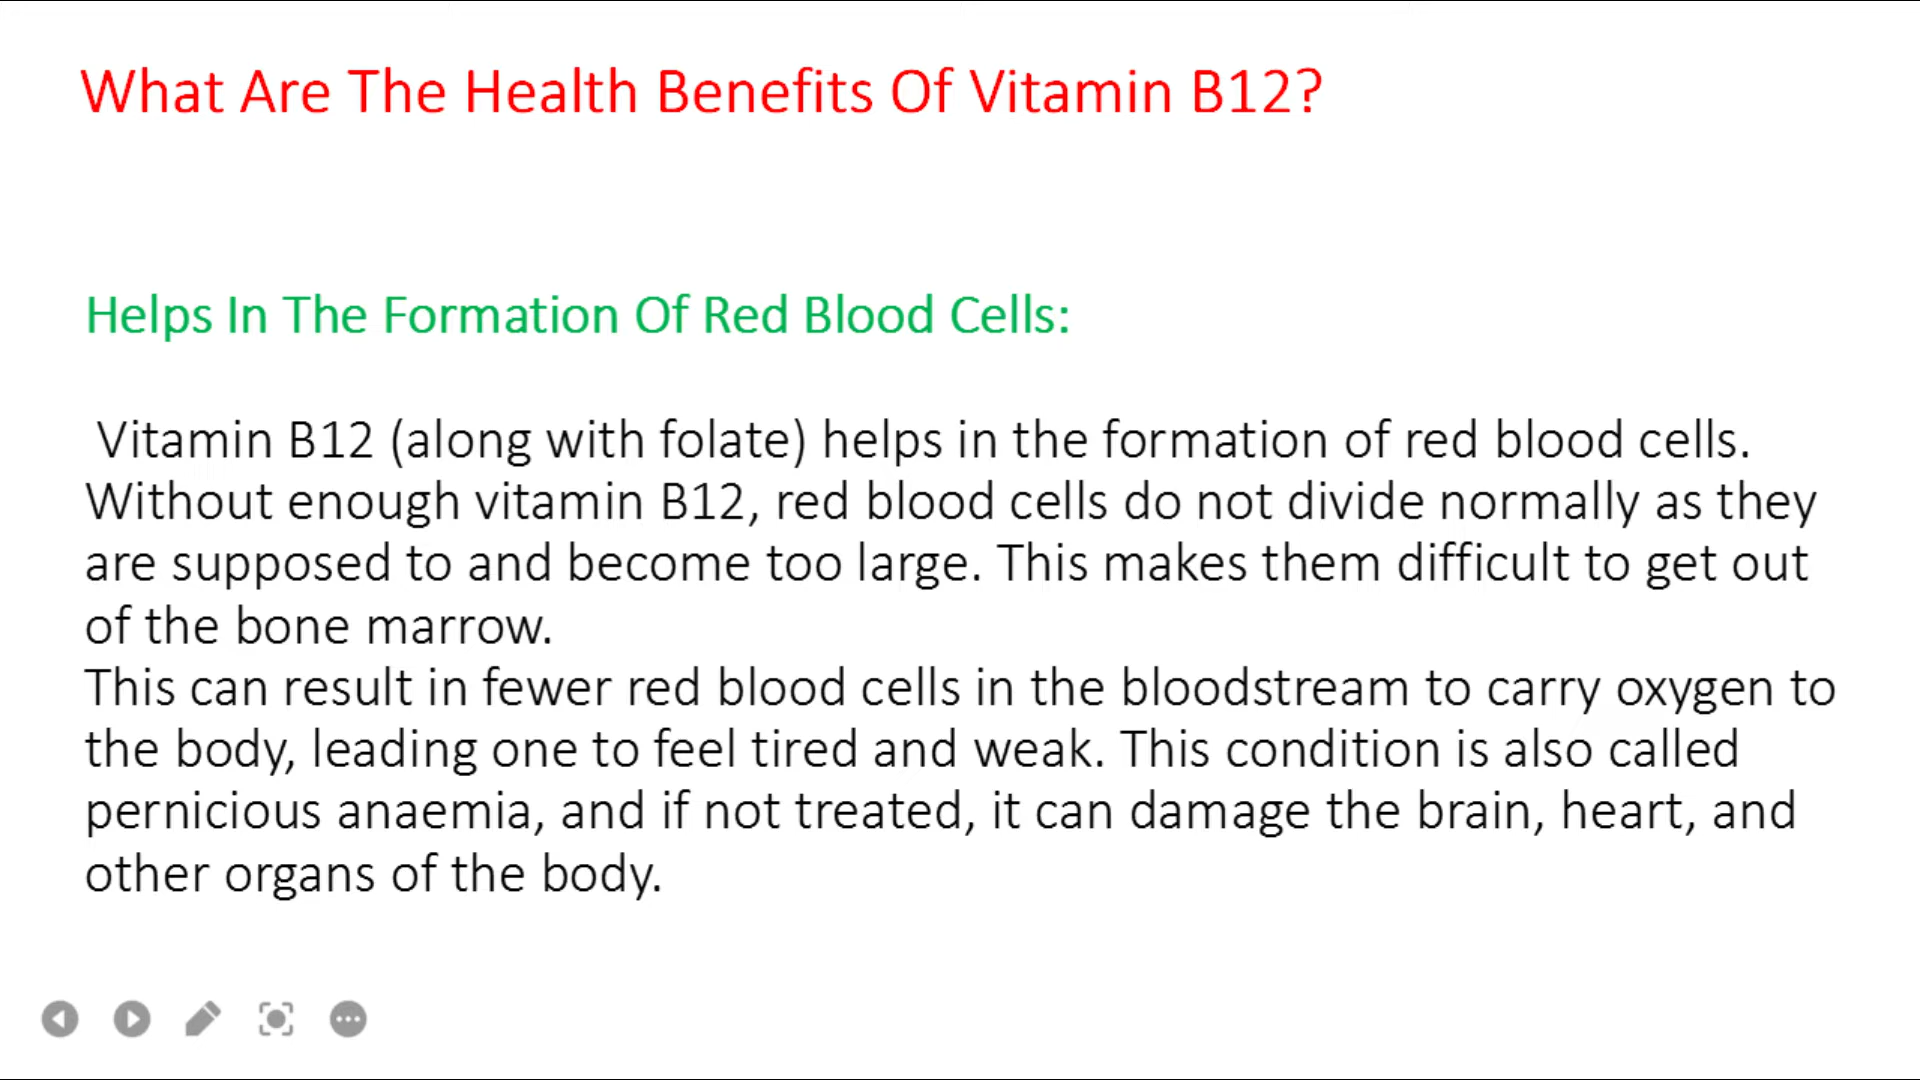 What Are The Health Benefits Of Vitamin B12?
Helps In The Formation Of Red Blood Cells:
Vitamin B12 (along with folate) helps in the formation of red blood cells.
Without enough vitamin B12, red blood cells do not divide normally as they
are supposed to and become too large. This makes them difficult to get out
of the bone marrow.
This can result in fewer red blood cells in the bloodstream to carry oxygen to
the body, leading one to feel tired and weak. This condition is also called
pernicious anaemia, and if not treated, it can damage the brain, heart, and
other organs of the body.